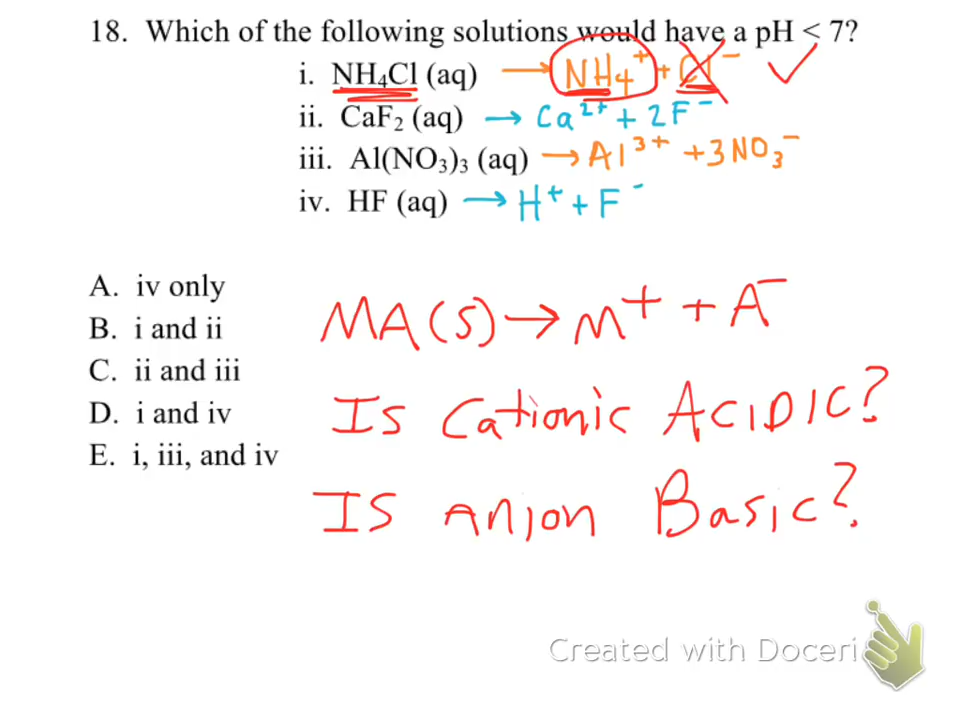 18. Which of the following solutions would have a pH < 7?
i. NH₄Cl (aq) → NH₄⁺ + Cl⁻ ✓
ii. CaF₂ (aq) → Ca²⁺ + 2F⁻
iii. Al(NO₃)₃ (aq) → Al³⁺ + 3NO₃⁻
iv. HF (aq) → H⁺ + F⁻
A. iv only
B. i and ii
C. ii and iii
D. i and iv
E. i, iii, and iv
MA(s) → M⁺ + A⁻
Is Cationic ACIDIC?
IS Anion Basic?
Created with Doceri